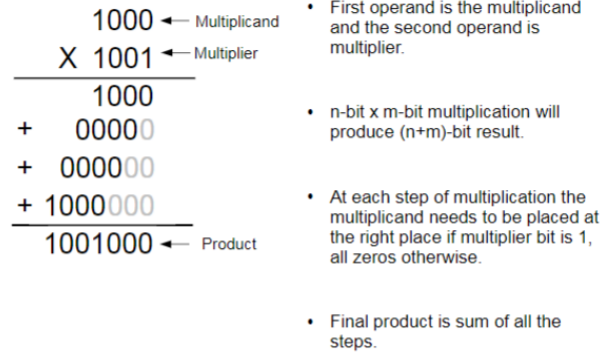 1000 ← Multiplicand
X 1001 ← Multiplier
1000
+ 00000
+ 000000
+ 1000000
1001000 ← Product
• First operand is the multiplicand
and the second operand is
multiplier.
• n-bit x m-bit multiplication will
produce (n+m)-bit result.
• At each step of multiplication the
multiplicand needs to be placed at
the right place if multiplier bit is 1,
all zeros otherwise.
• Final product is sum of all the
steps.